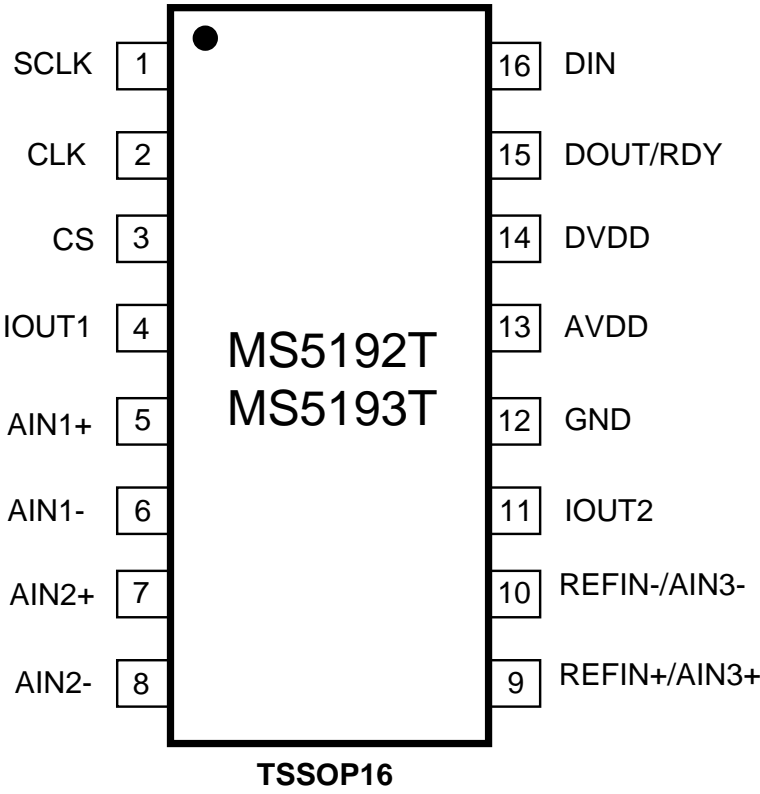 SCLK 1 16 DIN
CLK 2 15 DOUT/RDY
CS 3 14 DVDD
IOUT1 4 13 AVDD
MS5192T
MS5193T
AIN1+ 5 12 GND
AIN1- 6 11 IOUT2
AIN2+ 7 10 REFIN-/AIN3-
AIN2- 8 9 REFIN+/AIN3+
TSSOP16